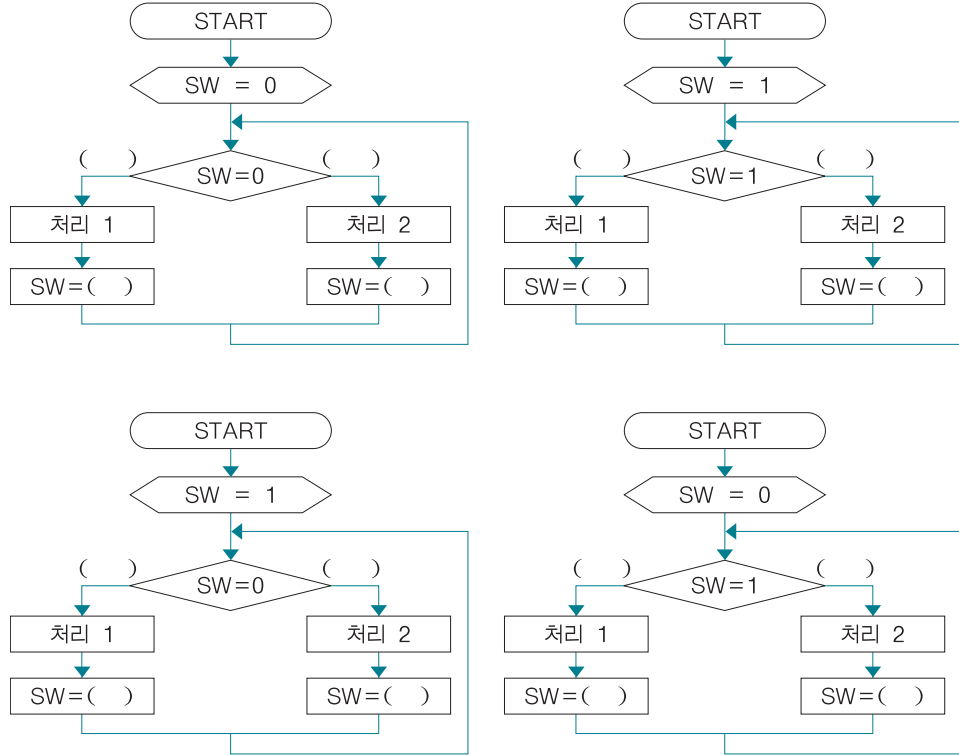 START
SW = 0
(   ) (   )
SW=0
처리 1 처리 2
SW=(   ) SW=(   )
START
SW = 1
(   ) (   )
SW=1
처리 1 처리 2
SW=(   ) SW=(   )
START
SW = 1
(   ) (   )
SW=0
처리 1 처리 2
SW=(   ) SW=(   )
START
SW = 0
(   ) (   )
SW=1
처리 1 처리 2
SW=(   ) SW=(   )